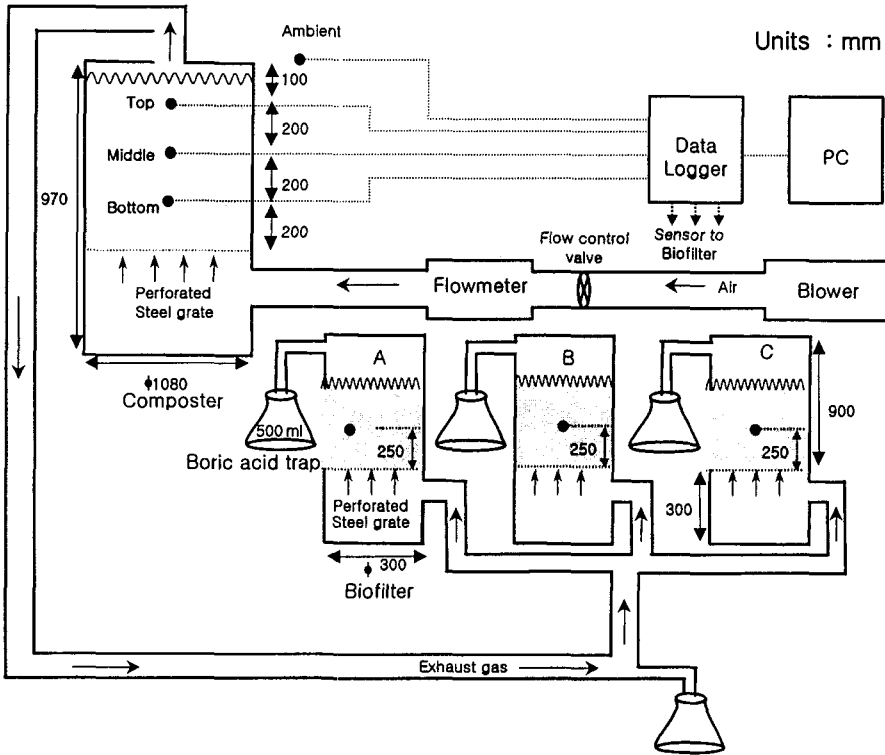 Ambient
Units : mm
100
Top
200
Data
Logger
PC
Middle
200
970
Bottom
200
Sensor to
Biofilter
Flow control
valve
Perforated
Steel grate
Flowmeter
Air
Blower
ϕ1080
Composter
A
B
C
500 ml
Boric acid trap
250
250
250
900
Perforated
Steel grate
300
ϕ 300
Biofilter
Exhaust gas